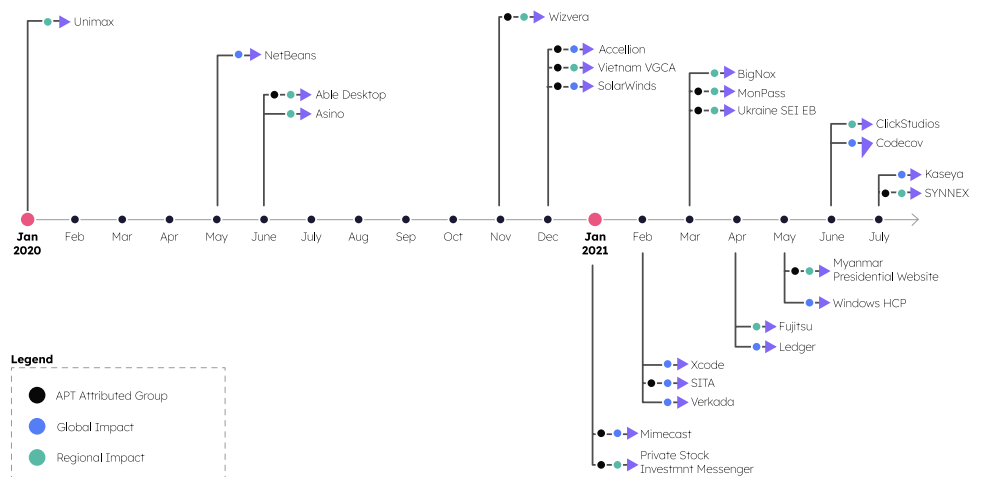 Unimax
NetBeans
Able Desktop
Asino
Wizvera
Accellion
Vietnam VGCA
SolarWinds
BigNox
MonPass
Ukraine SEI EB
ClickStudios
Codecov
Kaseya
SYNNEX
Jan
2020
Feb
Mar
Apr
May
June
July
Aug
Sep
Oct
Nov
Dec
Jan
2021
Feb
Mar
Apr
May
June
July
Myanmar
Presidential Website
Windows HCP
Fujitsu
Ledger
Xcode
SITA
Verkada
Mimecast
Private Stock
Investmnt Messenger
Legend
APT Attributed Group
Global Impact
Regional Impact